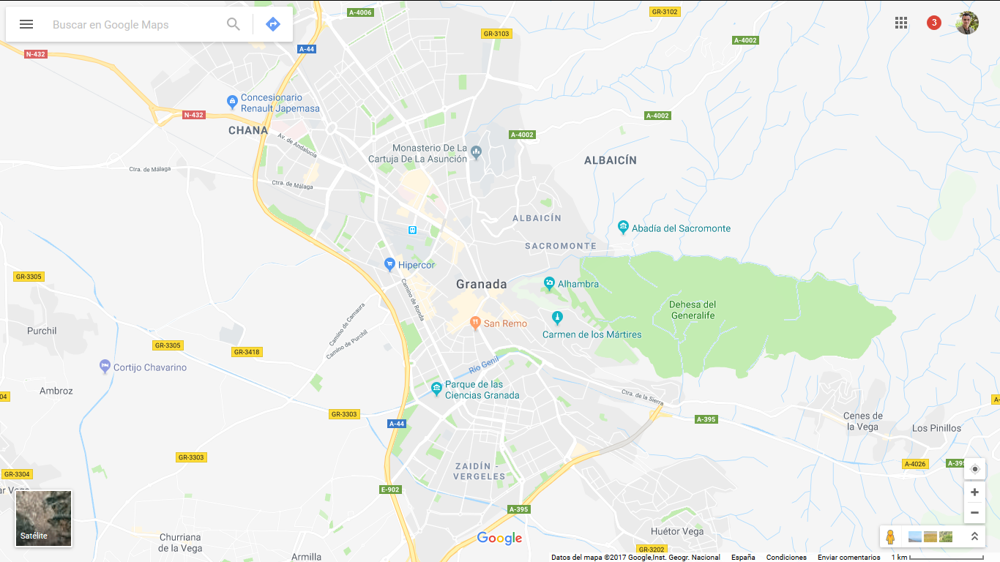 A-4006
GR-3102
Buscar en Google Maps
3
GR-3103
A-4002
N-432
A-44
Concesionario
Renault Japemasa
N-432
A-4002
CHANA
A-4002
Av. de Andalucía
Monasterio De La
Cartuja De La Asunción
ALBAICÍN
Ctra. de Málaga
Ctra. de Málaga
ALBAICÍN
Abadía del Sacromonte
SACROMONTE
Hipercor
GR-3305
Granada
Alhambra
Camino de Ronda
Dehesa del
Generalife
Camino de Camaura
San Remo
Purchil
Carmen de los Mártires
Camino de Purchil
GR-3305
GR-3418
Cortijo Chavarino
Río Genil
Parque de las
Ciencias Granada
Ambroz
04
Ctra. de la Sierra
A-
GR-3303
A-44
A-395
Cenes de
la Vega
Los Pinillos
GR-3303
ZAIDÍN -
VERGELES
A-4026
A-395
GR-3304
ar Vega
E-902
A-395
Satélite
Churriana
de la Vega
Google
Huétor Vega
GR-3202
Armilla
Datos del mapa ©2017 Google,Inst. Geogr. Nacional España Condiciones Enviar comentarios 1 km